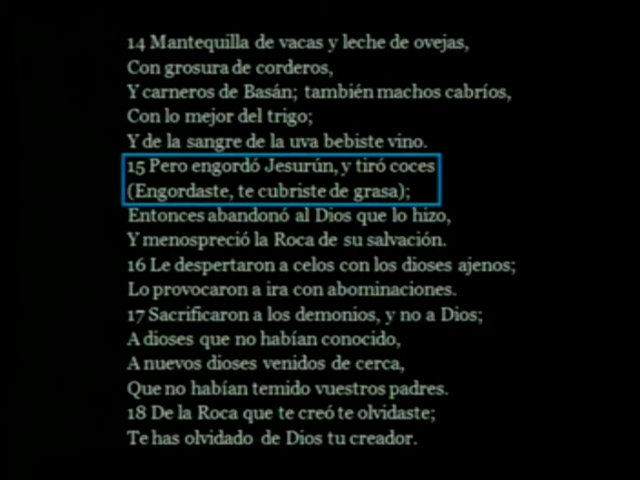 14 Mantequilla de vacas y leche de ovejas,
Con grosura de corderos,
Y carneros de Basán; también machos cabríos,
Con lo mejor del trigo;
Y de la sangre de la uva bebiste vino.
15 Pero engordó Jesurún, y tiró coces
(Engordaste, te cubriste de grasa);
Entonces abandonó al Dios que lo hizo,
Y menospreció la Roca de su salvación.
16 Le despertaron a celos con los dioses ajenos;
Lo provocaron a ira con abominaciones.
17 Sacrificaron a los demonios, y no a Dios;
A dioses que no habían conocido,
A nuevos dioses venidos de cerca,
Que no habían temido vuestros padres.
18 De la Roca que te creó te olvidaste;
Te has olvidado de Dios tu creador.